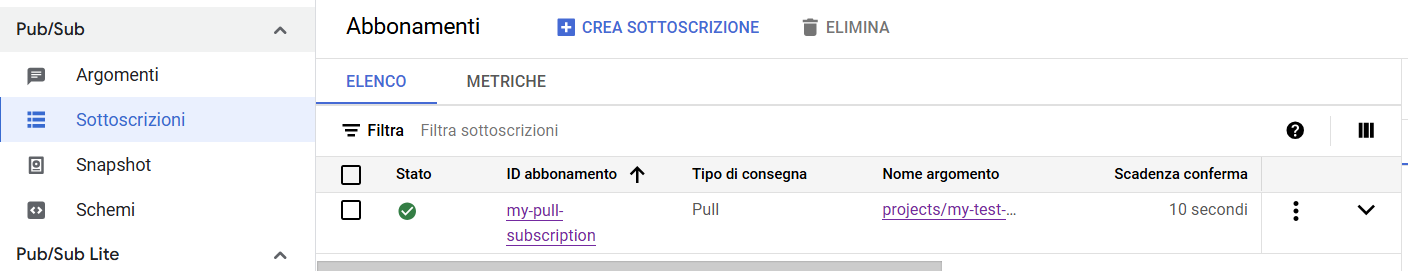 Pub/Sub
Argomenti
Sottoscrizioni
Snapshot
Schemi
Pub/Sub Lite
Abbonamenti CREA SOTTOSCRIZIONE ELIMINA
ELENCO METRICHE
Filtra Filtra sottoscrizioni
Stato ID abbonamento Tipo di consegna Nome argomento Scadenza conferma
my-pull- Pull projects/my-test-… 10 secondi
subscription